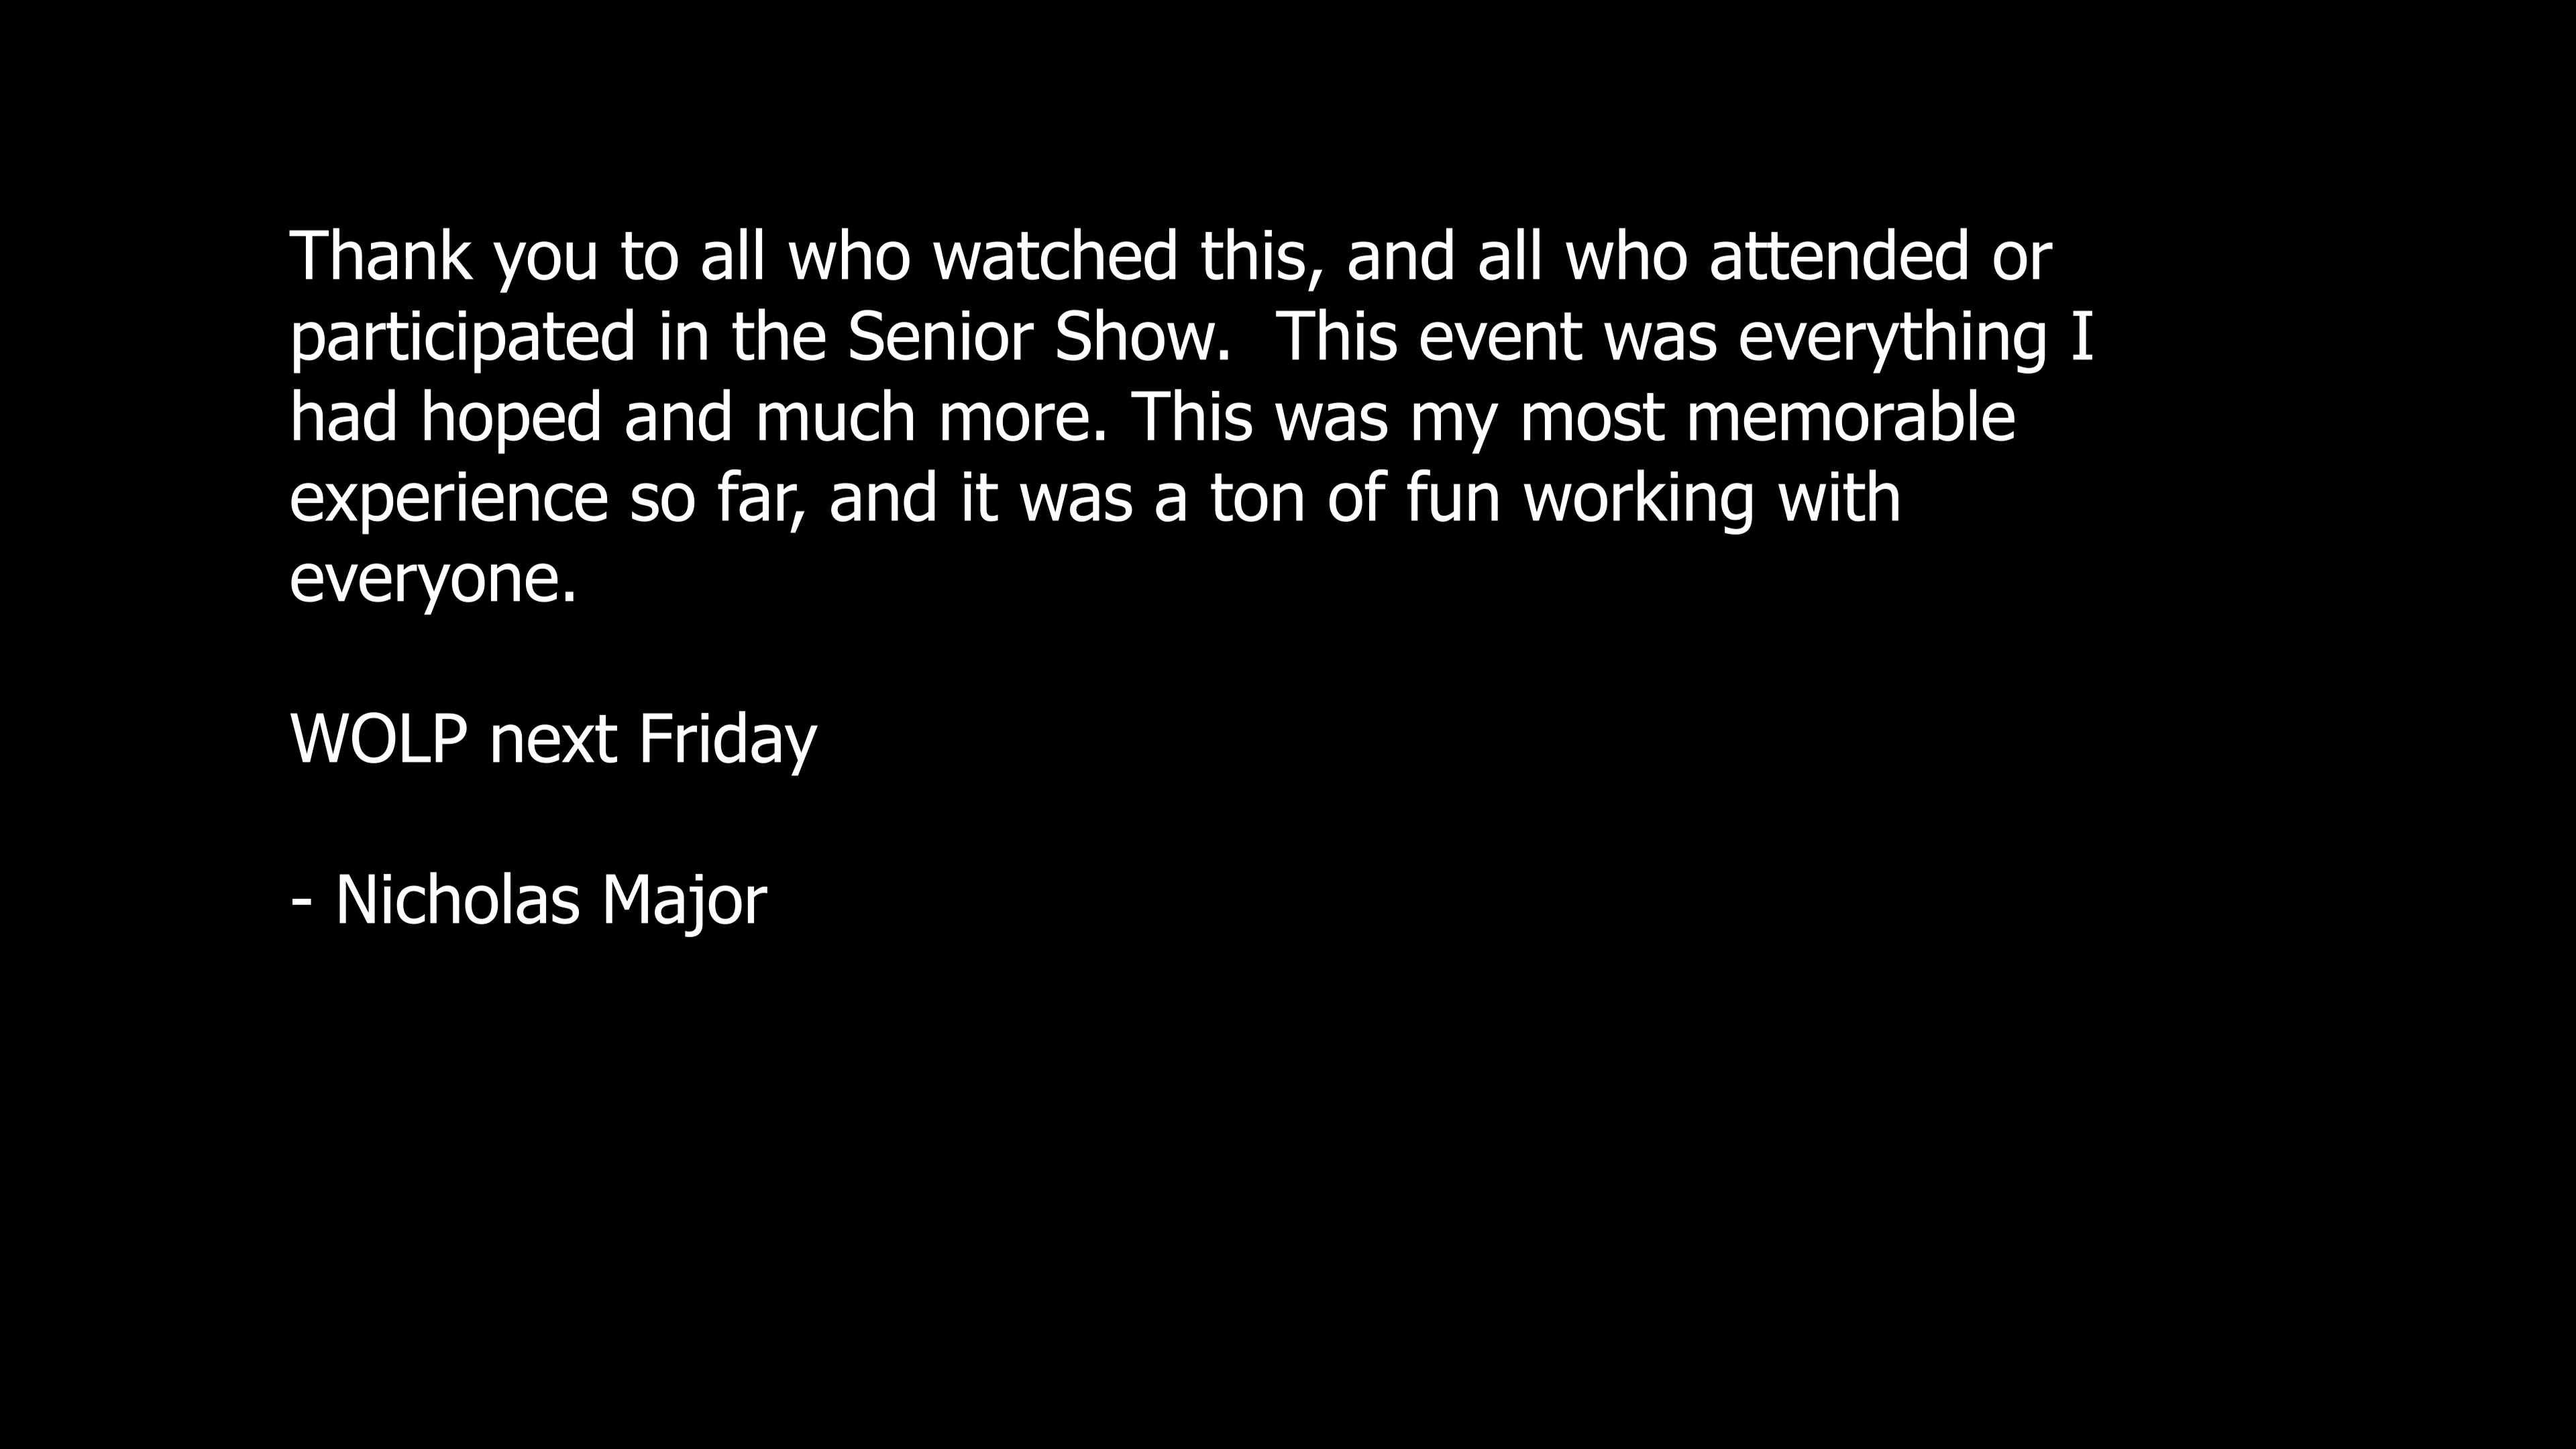 Thank you to all who watched this, and all who attended or
participated in the Senior Show.  This event was everything I
had hoped and much more. This was my most memorable
experience so far, and it was a ton of fun working with
everyone.
WOLP next Friday
- Nicholas Major